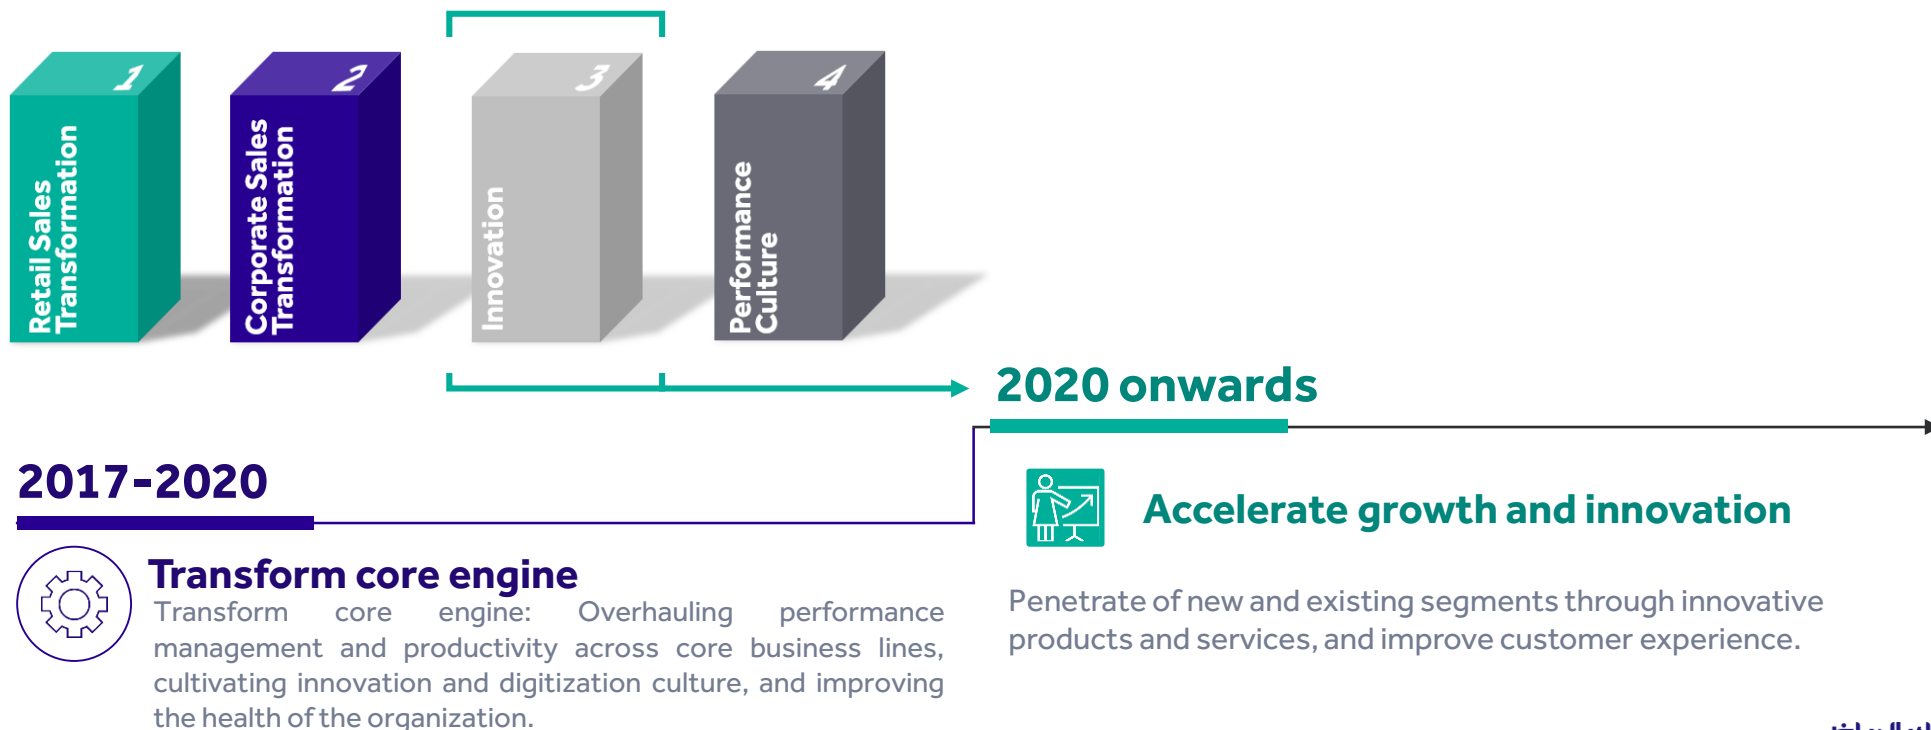 1
2
3
4
Retail Sales
Transformation
Corporate Sales
Transformation
Innovation
Performance
Culture
2020 onwards
2017-2020
Accelerate growth and innovation
Transform core engine
Transform core engine: Overhauling performance
management and productivity across core business lines,
cultivating innovation and digitization culture, and improving
the health of the organization.
Penetrate of new and existing segments through innovative
products and services, and improve customer experience.